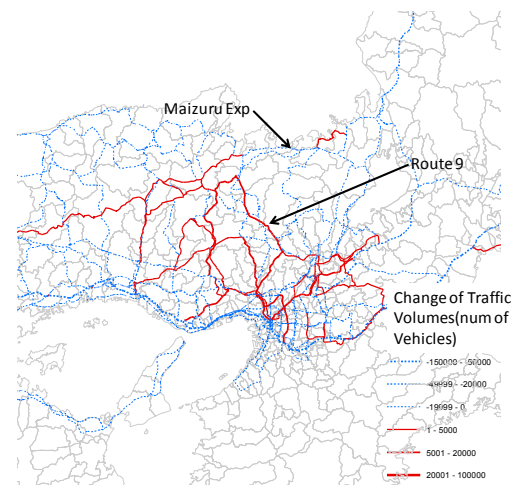 Maizuru Exp
Route 9
Change of Traffic
Volumes(num of
Vehicles)
-150000 - -50000
-49999 - -20000
-19999 - 0
1 - 5000
5001 - 20000
20001 - 100000